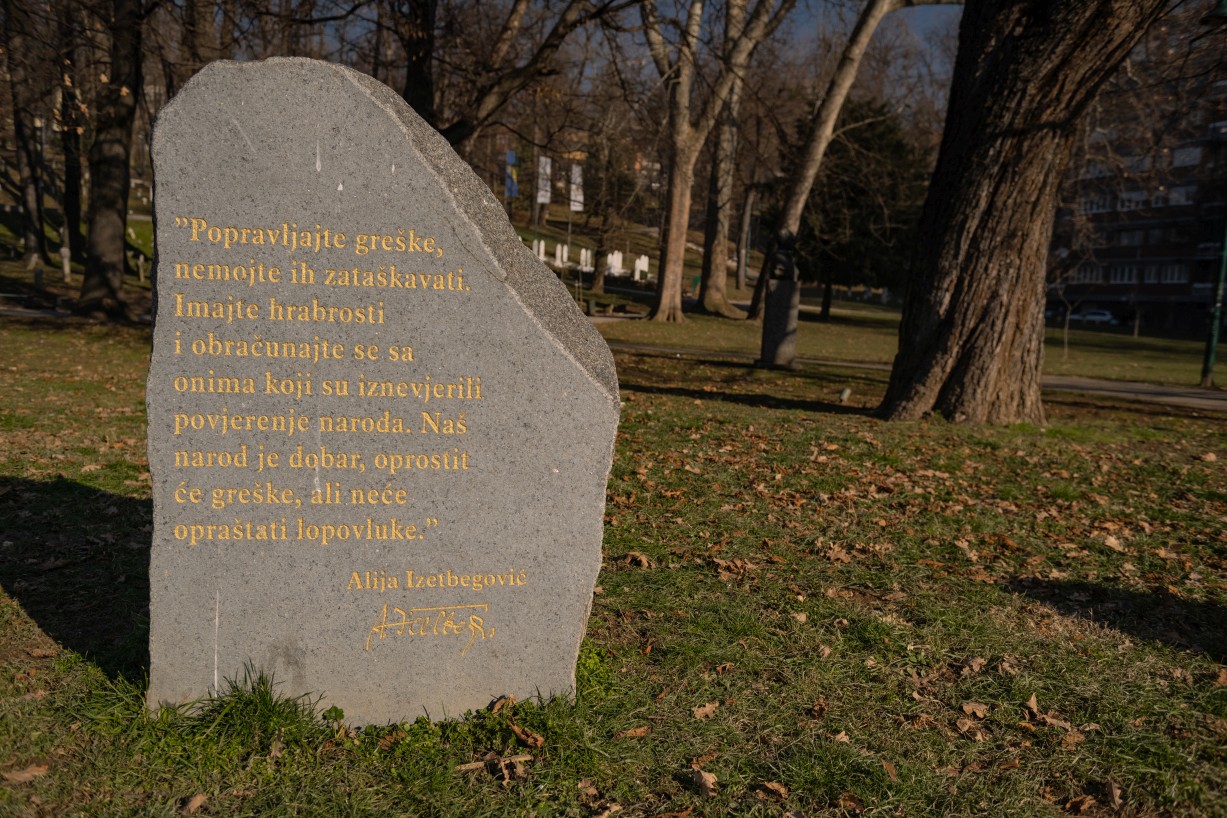 ”Popravljajte greške,
nemojte ih zataškavati.
Imajte hrabrosti
i obračunajte se sa
onima koji su iznevjerili
povjerenje naroda. Naš
narod je dobar, oprostit
će greške, ali neće
opraštati lopovluke.”
Alija Izetbegović